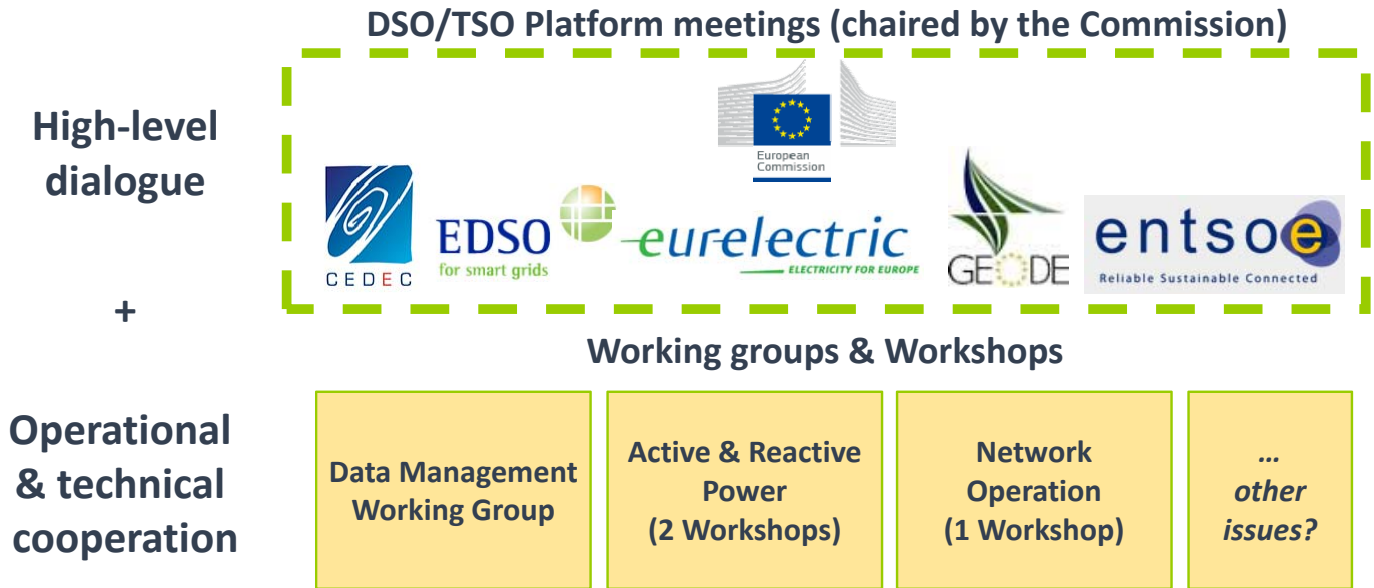 DSO/TSO Platform meetings (chaired by the Commission)
High-level
dialogue
European
Commission
CEDEC
EDSO
for smart grids
eurelectric
ELECTRICITY FOR EUROPE
GEODE
entsoe
Reliable Sustainable Connected
+
Working groups & Workshops
Operational
& technical
cooperation
Data Management
Working Group
Active & Reactive
Power
(2 Workshops)
Network
Operation
(1 Workshop)
...
other
issues?